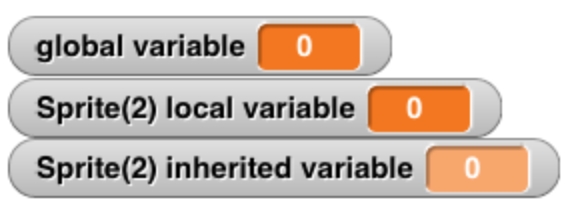 global variable 0
Sprite(2) local variable 0
Sprite(2) inherited variable 0